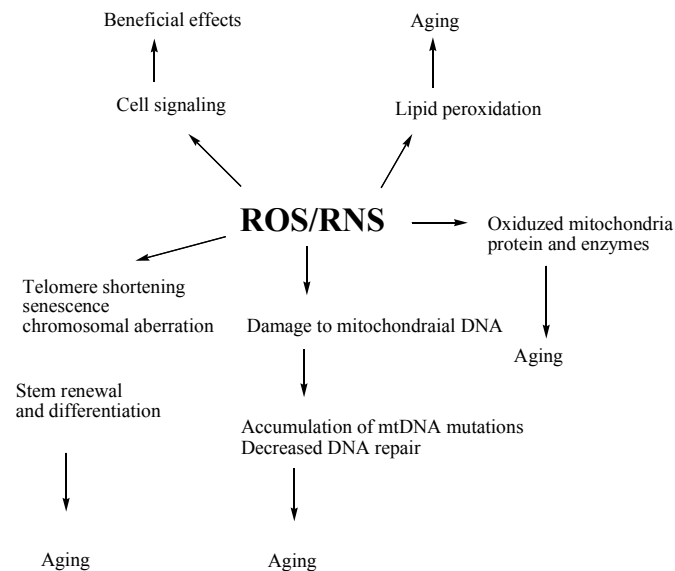 Beneficial effects
Aging
Cell signaling
Lipid peroxidation
ROS/RNS
Oxiduzed mitochondria
protein and enzymes
Telomere shortening
senescence
chromosomal aberration
Damage to mitochondraial DNA
Aging
Stem renewal
and differentiation
Accumulation of mtDNA mutations
Decreased DNA repair
Aging
Aging